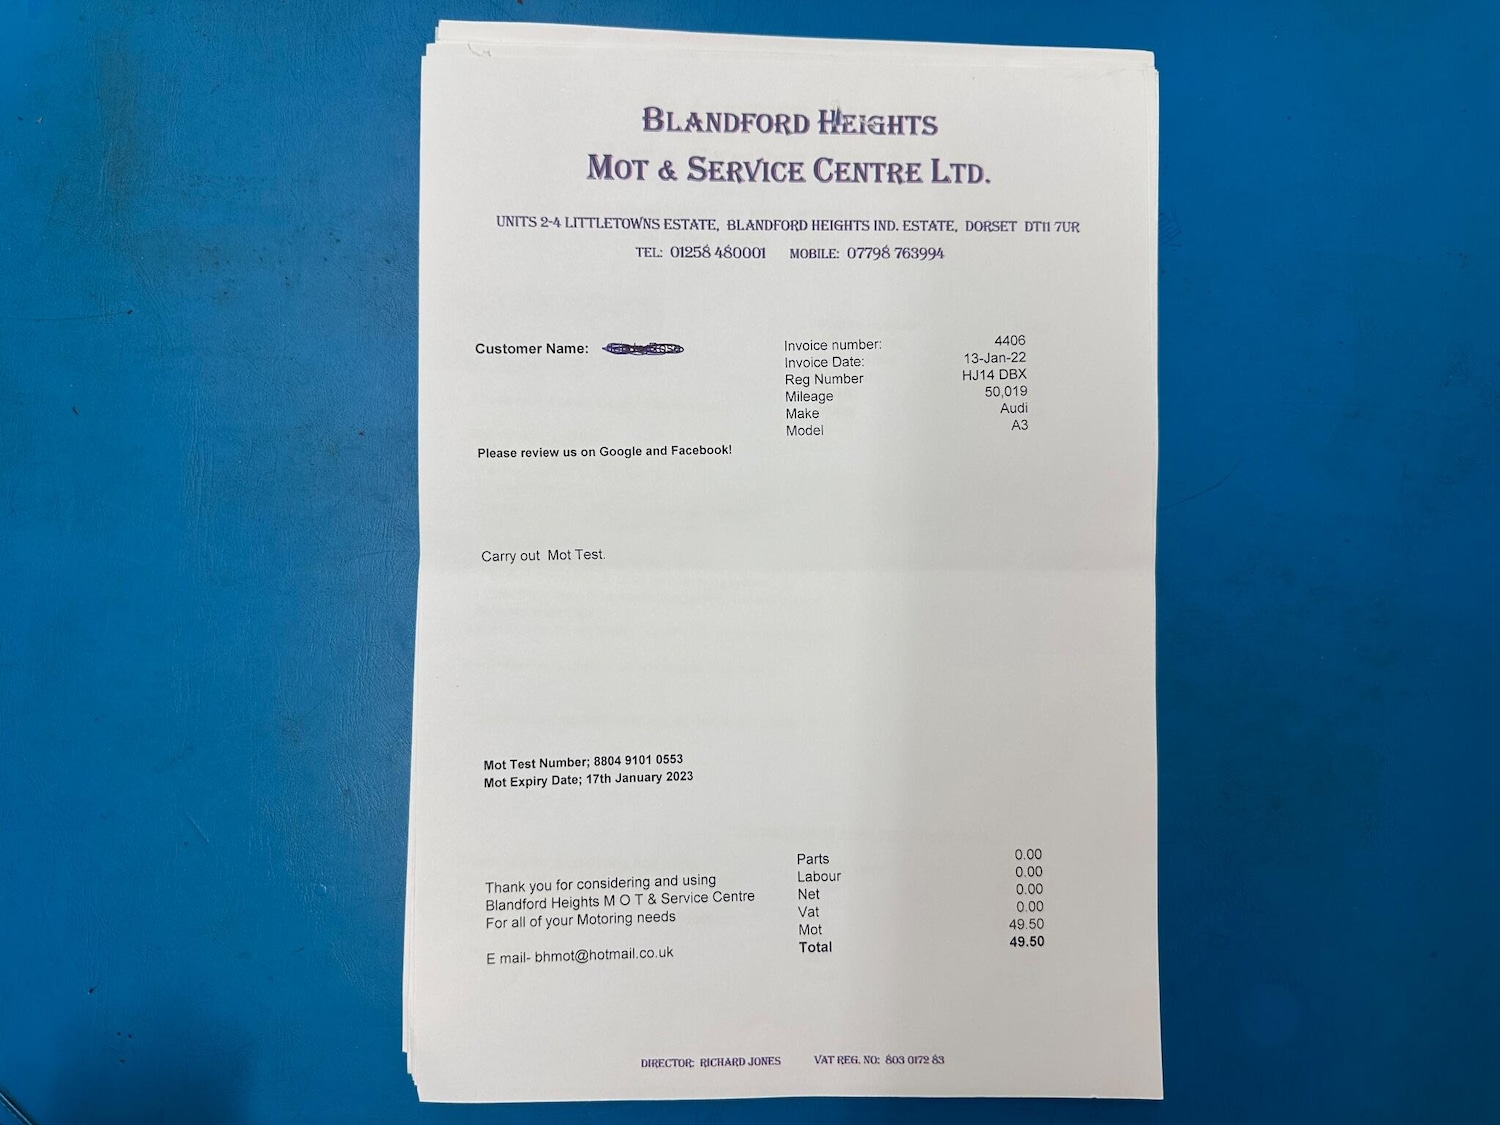 BLANDFORD HEIGHTS
MOT & SERVICE CENTRE LTD.
UNITS 2-4 LITTLETOWNS ESTATE, BLANDFORD HEIGHTS IND. ESTATE, DORSET DT11 7UR
TEL: 01258 480001 MOBILE: 07798 763994
Customer Name:
Invoice number: 4406
Invoice Date: 13-Jan-22
Reg Number HJ14 DBX
Mileage 50,019
Make Audi
Model A3
Please review us on Google and Facebook!
Carry out Mot Test.
Mot Test Number; 8804 9101 0553
Mot Expiry Date; 17th January 2023
Parts 0.00
Labour 0.00
Net 0.00
Vat 0.00
Mot 49.50
Total 49.50
Thank you for considering and using
Blandford Heights M O T & Service Centre
For all of your Motoring needs
E mail- bhmot@hotmail.co.uk
DIRECTOR: RICHARD JONES VAT REG. NO: 803 0172 83